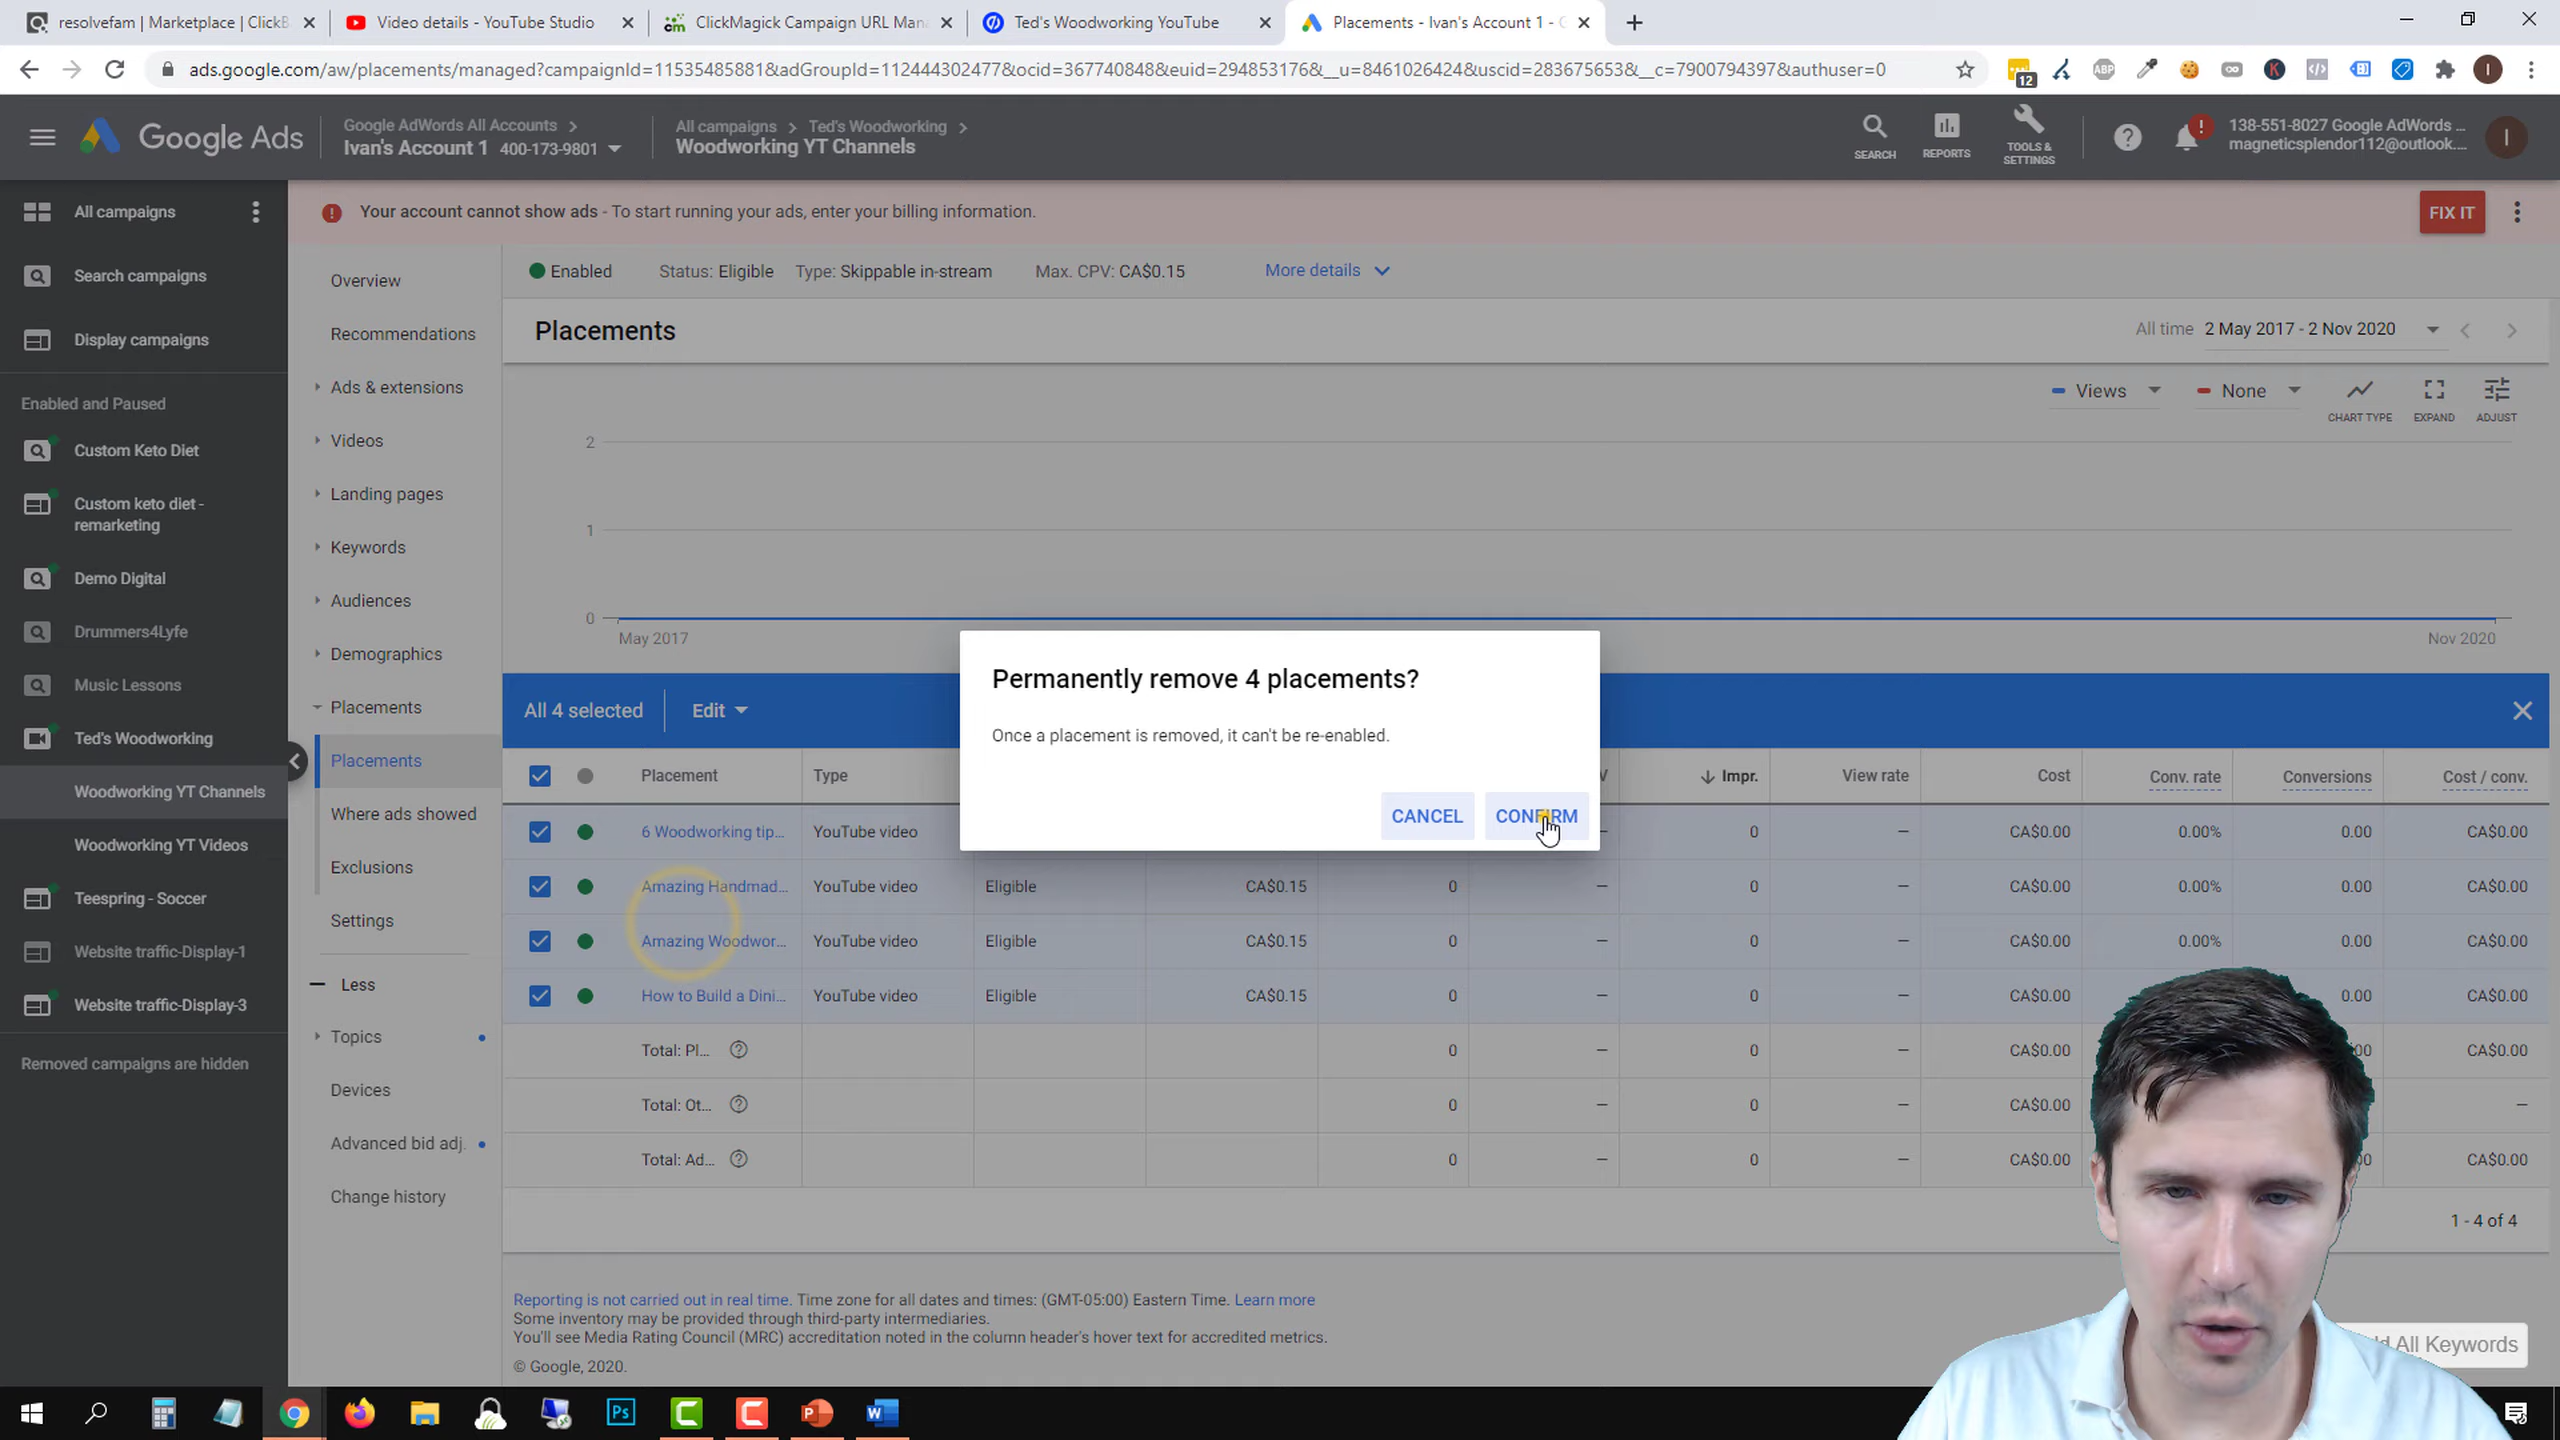 resolvefam | Marketplace | ClickB
Video details - YouTube Studio
ClickMagick Campaign URL Man
Ted's Woodworking YouTube
Placements - Ivan's Account 1 - G
ads.google.com/aw/placements/managed?campaignId=11535485881&adGroupId=112444302477&ocid=367740848&euid=294853176&__u=8461026424&uscid=283675653&__c=7900794397&authuser=0
12
ABP
Google Ads
Google AdWords All Accounts
Ivan's Account 1 400-173-9801
All campaigns > Ted's Woodworking >
Woodworking YT Channels
SEARCH
REPORTS
TOOLS & SETTINGS
138-551-8027 Google AdWords ...
magneticsplendor112@outlook....
I
All campaigns
Search campaigns
Display campaigns
Enabled and Paused
Custom Keto Diet
Custom keto diet -
remarketing
Demo Digital
Drummers4Lyfe
Music Lessons
Ted's Woodworking
Woodworking YT Channels
Woodworking YT Videos
Teespring - Soccer
Website traffic-Display-1
Website traffic-Display-3
Removed campaigns are hidden
Overview
Recommendations
Ads & extensions
Videos
Landing pages
Keywords
Audiences
Demographics
Placements
Placements
Where ads showed
Exclusions
Settings
Less
Topics
Devices
Advanced bid adj.
Change history
Your account cannot show ads - To start running your ads, enter your billing information.
FIX IT
Enabled Status: Eligible Type: Skippable in-stream Max. CPV: CA$0.15 More details
Placements
All time 2 May 2017 - 2 Nov 2020
Views
None
CHART TYPE
EXPAND
ADJUST
2
1
0
May 2017
Nov 2020
Permanently remove 4 placements?
Once a placement is removed, it can't be re-enabled.
CANCEL
CONFIRM
All 4 selected
Edit
Placement Type V Impr. View rate Cost Conv. rate Conversions Cost / conv.
6 Woodworking tip... YouTube video – 0 – CA$0.00 0.00% 0.00 CA$0.00
Amazing Handmad... YouTube video Eligible CA$0.15 0 – 0 – CA$0.00 0.00% 0.00 CA$0.00
Amazing Woodwor... YouTube video Eligible CA$0.15 0 – 0 – CA$0.00 0.00% 0.00 CA$0.00
How to Build a Dini... YouTube video Eligible CA$0.15 0 – 0 – CA$0.00 0.00 CA$0.00
Total: Pl... 0 – 0 – CA$0.00 00 CA$0.00
Total: Ot... 0 – 0 – CA$0.00 –
Total: Ad... 0 – 0 – CA$0.00 00 CA$0.00
1 - 4 of 4
Reporting is not carried out in real time. Time zone for all dates and times: (GMT-05:00) Eastern Time. Learn more
Some inventory may be provided through third-party intermediaries.
You'll see Media Rating Council (MRC) accreditation noted in the column header's hover text for accredited metrics.
© Google, 2020.
All Keywords